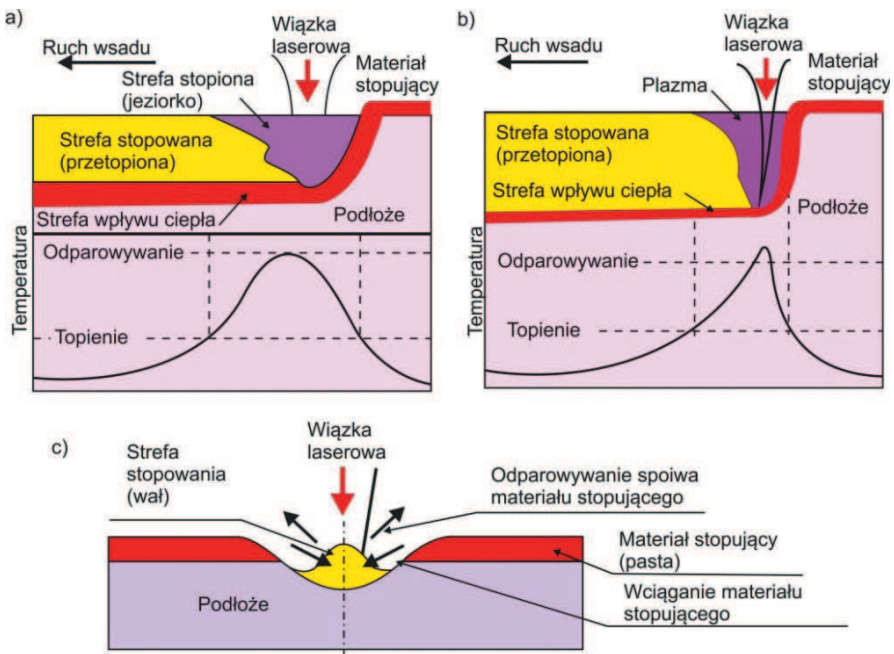 a)
Ruch wsadu
Wiązka
laserowa
Materiał
stopujący
Strefa stopiona
(jeziorko)
Strefa stopowana
(przetopiona)
Strefa wpływu ciepła
Podłoże
Temperatura
Odparowywanie
Topienie
b)
Ruch wsadu
Wiązka
laserowa
Materiał
stopujący
Plazma
Strefa stopowana
(przetopiona)
Strefa wpływu ciepła
Podłoże
Temperatura
Odparowywanie
Topienie
c)
Strefa
stopowania
(wał)
Wiązka
laserowa
Odparowywanie spoiwa
materiału stopującego
Materiał stopujący
(pasta)
Wciąganie materiału
stopującego
Podłoże